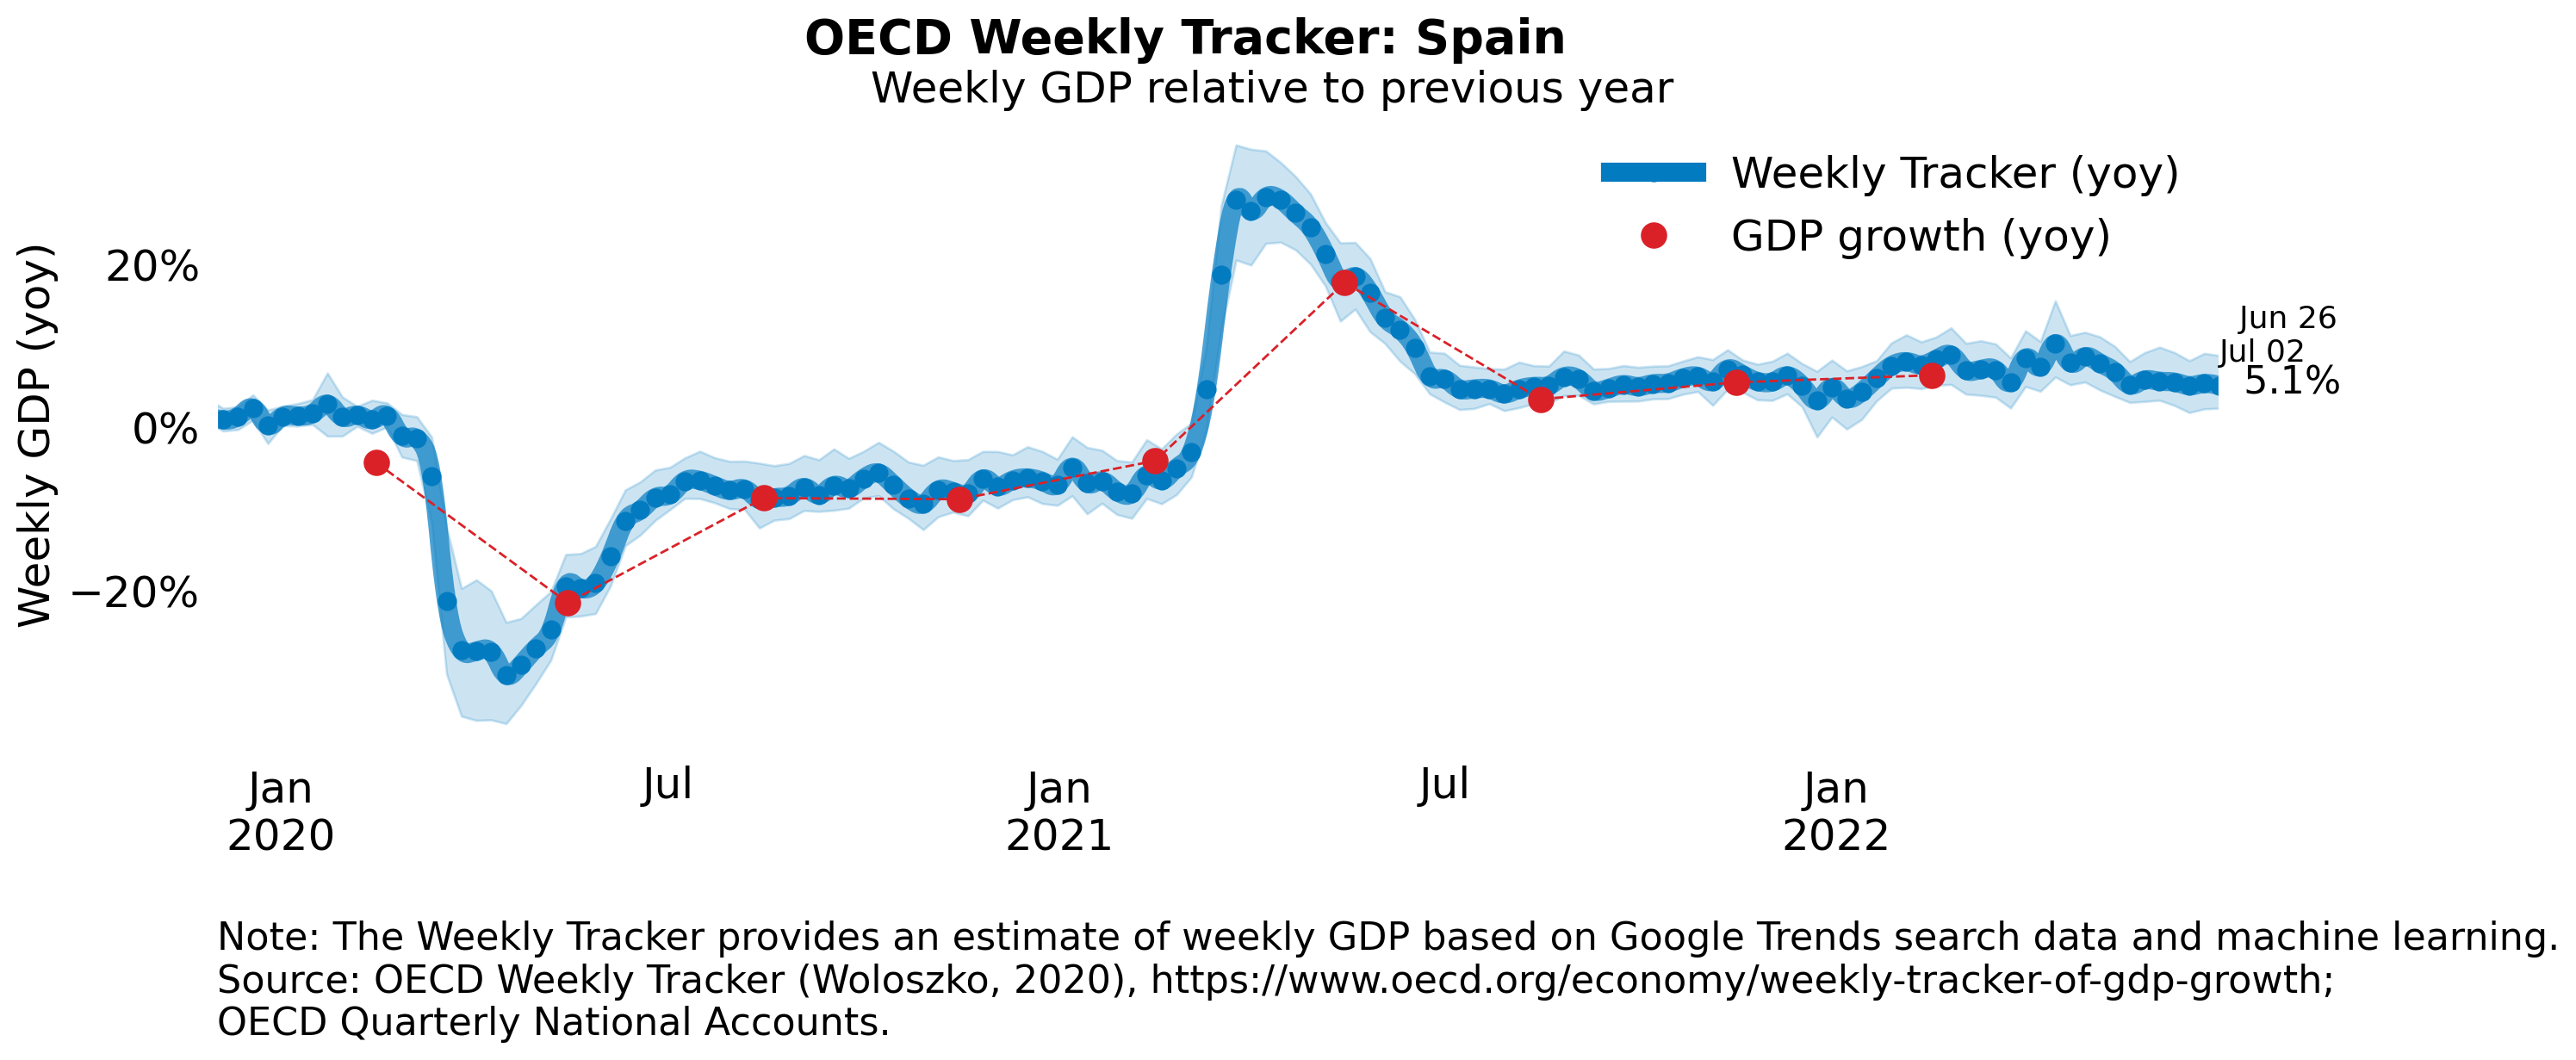 OECD Weekly Tracker: Spain
Weekly GDP relative to previous year
Weekly Tracker (yoy)
GDP growth (yoy)
Weekly GDP (yoy)
20%
0%
−20%
Jun 26
Jul 02
5.1%
Jan
2020
Jul
Jan
2021
Jul
Jan
2022
Note: The Weekly Tracker provides an estimate of weekly GDP based on Google Trends search data and machine learning.
Source: OECD Weekly Tracker (Woloszko, 2020), https://www.oecd.org/economy/weekly-tracker-of-gdp-growth;
OECD Quarterly National Accounts.